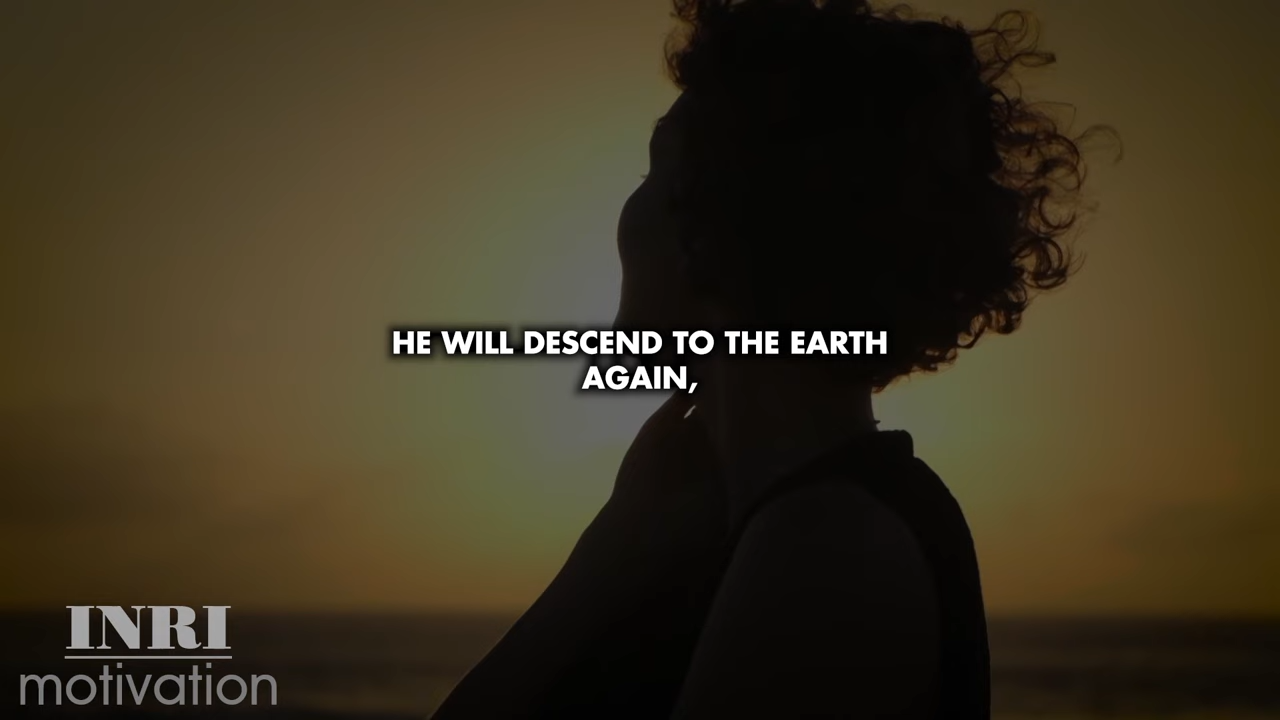 HE WILL DESCEND TO THE EARTH
AGAIN,
INRI
motivation